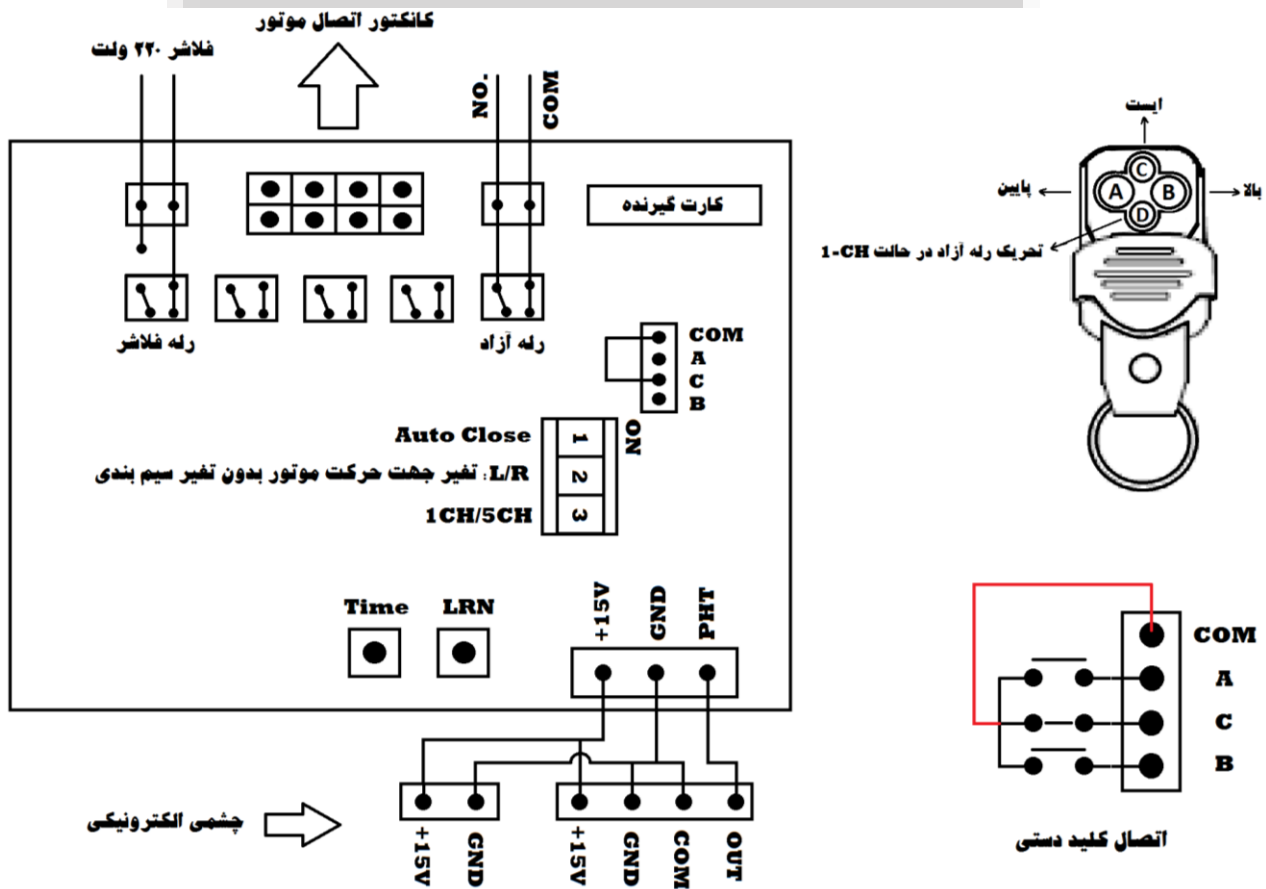 کانکتور اتصال موتور
فلاشر ۲۲۰ ولت
NO.
COM
کارت گیرنده
رله فلاشر
رله آزاد
COM
A
C
B
Auto Close
L/R: تغیر جهت حرکت موتور بدون تغیر سیم بندی
1CH/5CH
1
2
3
NO
Time
LRN
+15V
GND
PHT
چشمی الکترونیکی
+15V
GND
+15V
GND
COM
OUT
ایست
پایین
بالا
C
A
B
D
تحریک رله آزاد در حالت 1-CH
COM
A
C
B
اتصال کلید دستی